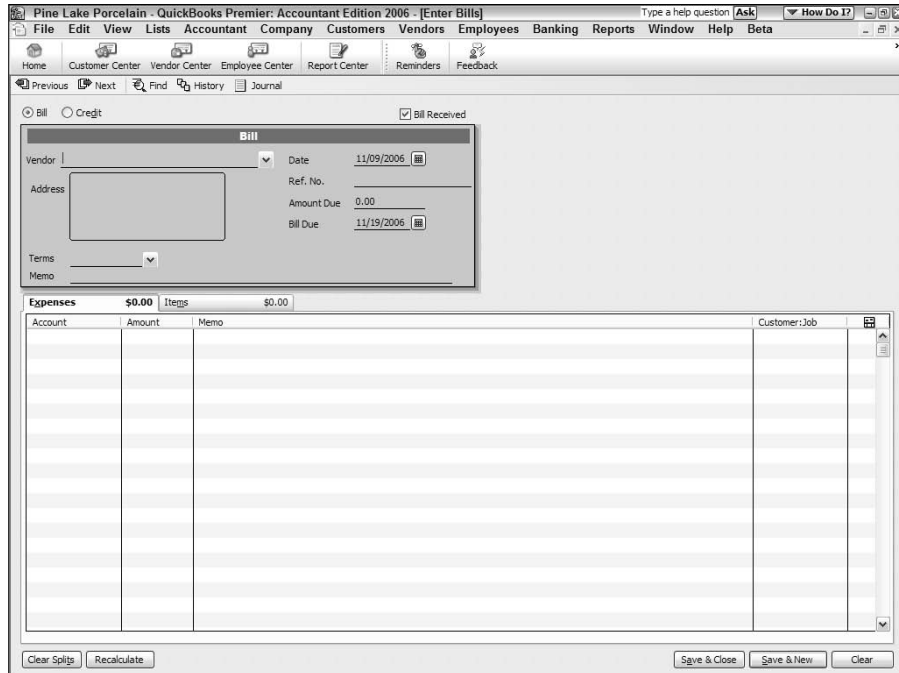 Pine Lake Porcelain - QuickBooks Premier: Accountant Edition 2006 - [Enter Bills] Type a help question Ask How Do I?
File Edit View Lists Accountant Company Customers Vendors Employees Banking Reports Window Help Beta
Home Customer Center Vendor Center Employee Center Report Center Reminders Feedback
Previous Next Find History Journal
Bill Credit Bill Received
Bill
Vendor Date 11/09/2006
Address Ref. No.
Amount Due 0.00
Bill Due 11/19/2006
Terms
Memo
Expenses $0.00 Items $0.00
Account Amount Memo Customer:Job
Clear Splits Recalculate Save & Close Save & New Clear